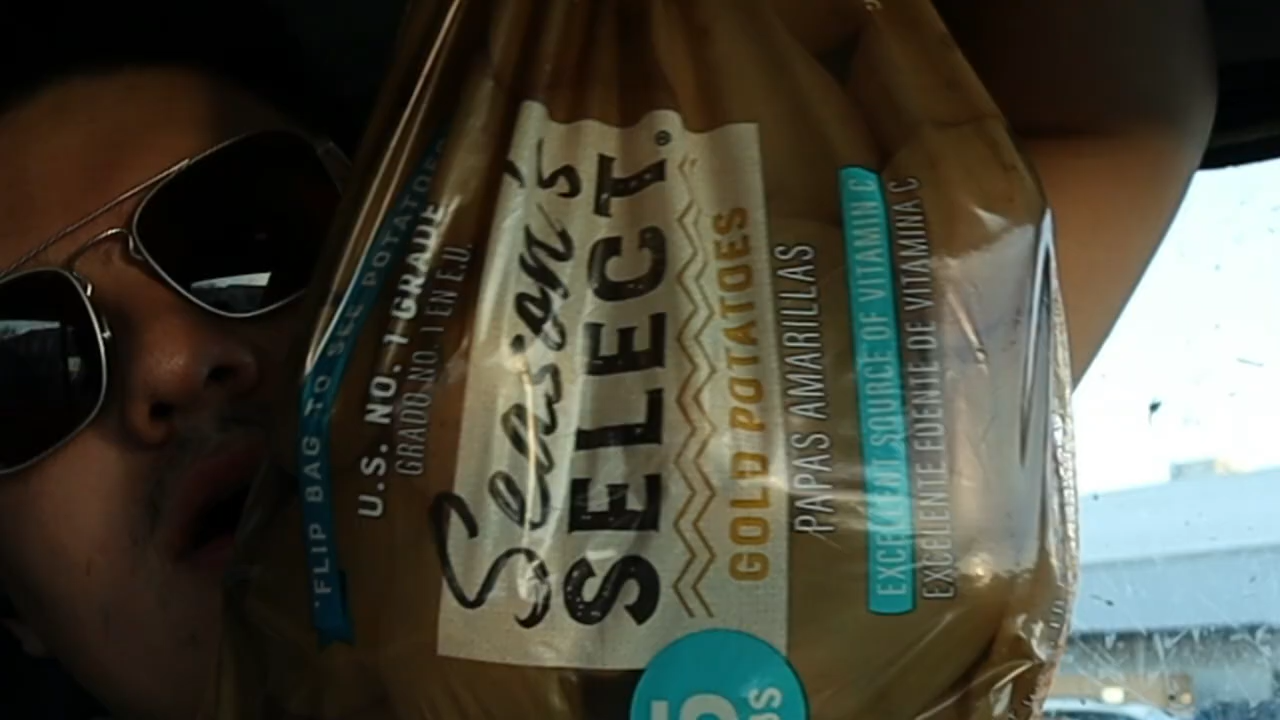 *FLIP BAG TO SEE POTATOES
U.S. NO. 1 GRADE
GRADO NO. 1 EN E.U.
Season's
SELECT®
GOLD POTATOES
PAPAS AMARILLAS
EXCELLENT SOURCE OF VITAMIN C
EXCELENTE FUENTE DE VITAMINA C
5